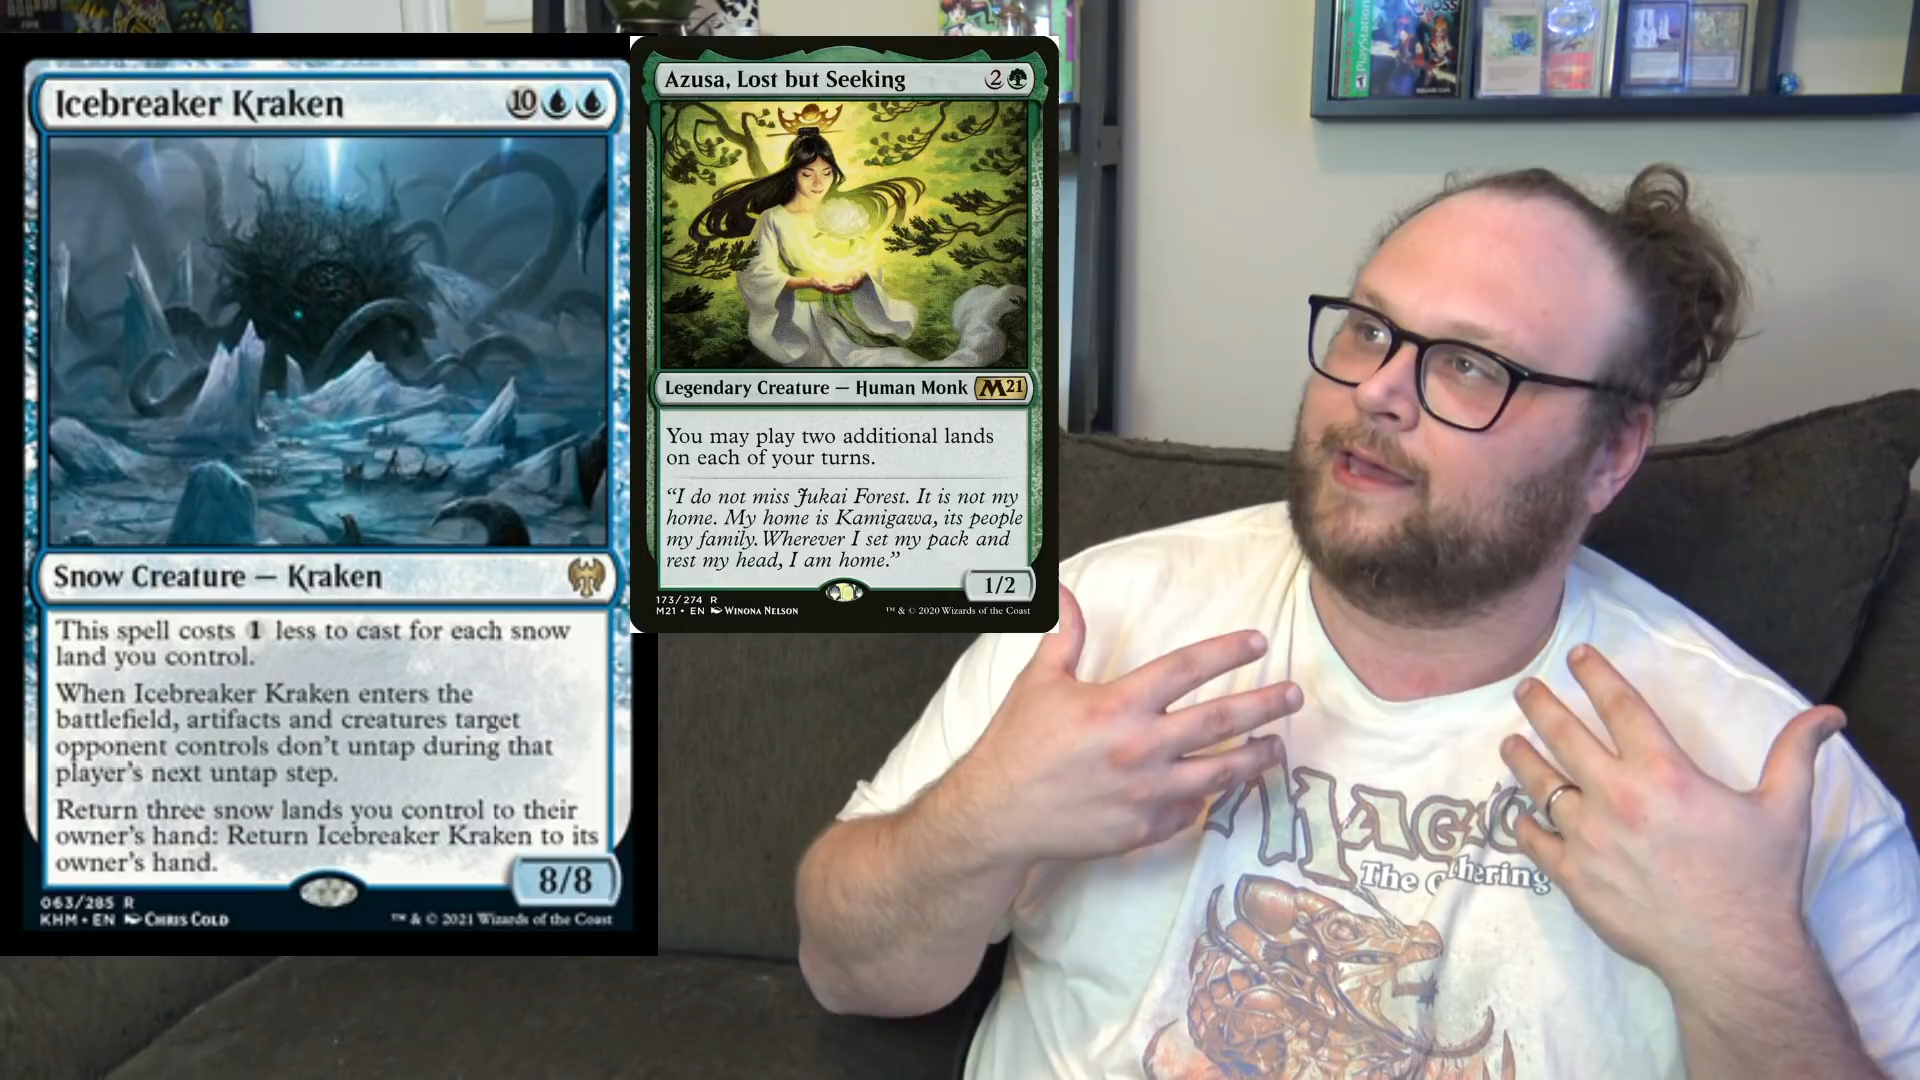 Icebreaker Kraken 10
Snow Creature — Kraken
This spell costs 1 less to cast for each snow
land you control.
When Icebreaker Kraken enters the
battlefield, artifacts and creatures target
opponent controls don't untap during that
player's next untap step.
Return three snow lands you control to their
owner's hand: Return Icebreaker Kraken to its
owner's hand.
8/8
063/285 R
KHM • EN Chris Cold
™ & © 2021 Wizards of the Coast
Azusa, Lost but Seeking 2
Legendary Creature — Human Monk M21
You may play two additional lands
on each of your turns.
“I do not miss Jukai Forest. It is not my
home. My home is Kamigawa, its people
my family. Wherever I set my pack and
rest my head, I am home.”
1/2
173/274 R
M21 • EN Winona Nelson
™ & © 2020 Wizards of the Coast
PlayStation
CROSS
Magic
The Gathering